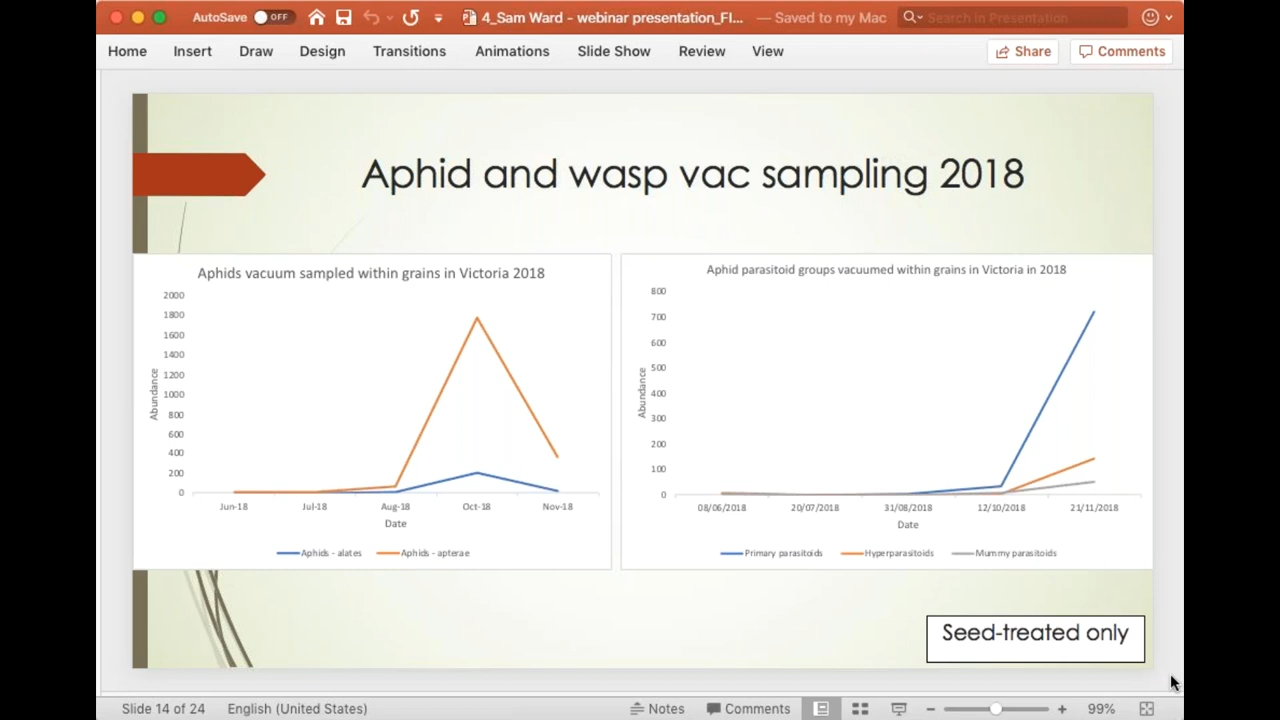 AutoSave OFF 4_Sam Ward - webinar presentation_FI... — Saved to my Mac Search in Presentation
Home Insert Draw Design Transitions Animations Slide Show Review View Share Comments
Aphid and wasp vac sampling 2018
Aphids vacuum sampled within grains in Victoria 2018
2000
1800
1600
1400
1200
1000
800
600
400
200
0
Abundance
Jun-18 Jul-18 Aug-18 Oct-18 Nov-18
Date
Aphids - alates Aphids - apterae
Aphid parasitoid groups vacuumed within grains in Victoria in 2018
800
700
600
500
400
300
200
100
0
Abundance
08/06/2018 20/07/2018 31/08/2018 12/10/2018 21/11/2018
Date
Primary parasitoids Hyperparasitoids Mummy parasitoids
Seed-treated only
Slide 14 of 24 English (United States) Notes Comments 99%